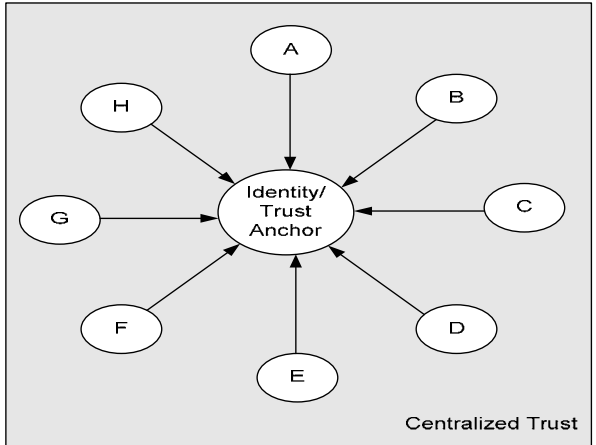 A
B
H
Identity/
Trust
Anchor
C
G
F
D
E
Centralized Trust